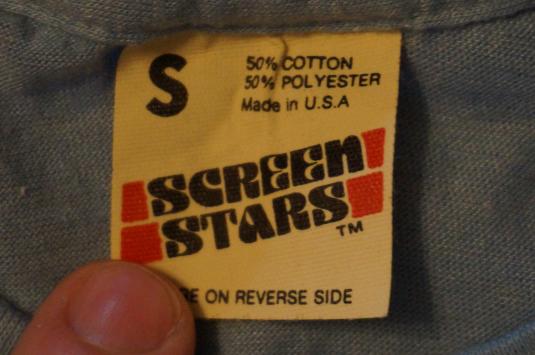 S
50% COTTON
50% POLYESTER
Made in U.S.A
SCREEN
STARS
TM
ON REVERSE SIDE